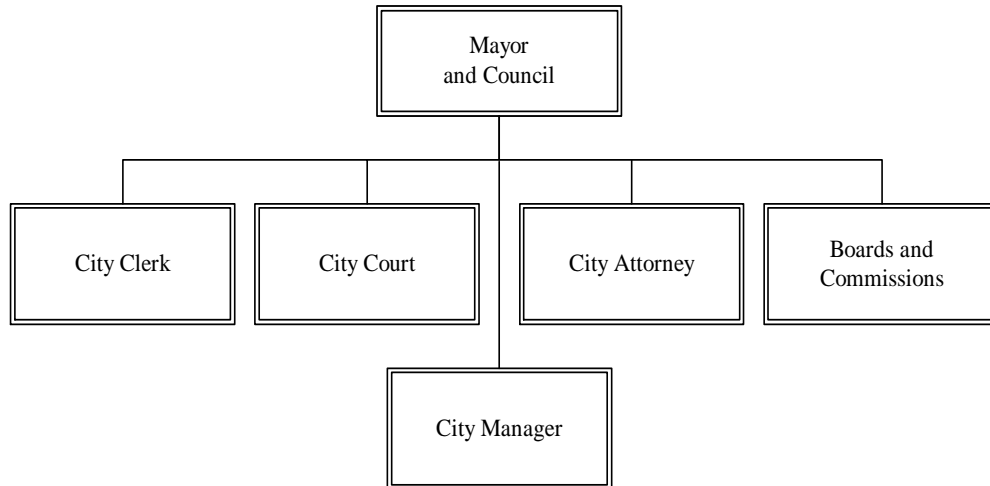 Mayor
and Council
City Clerk
City Court
City Attorney
Boards and
Commissions
City Manager